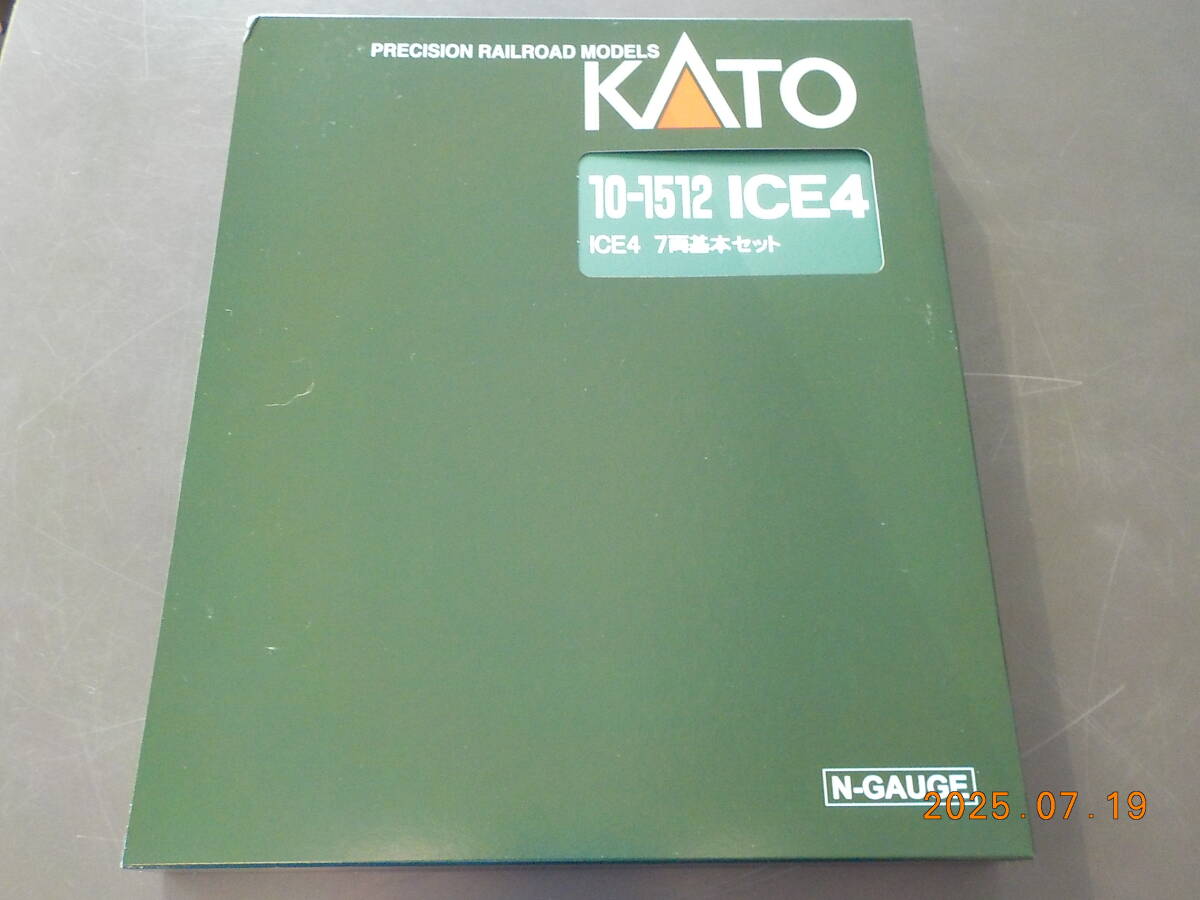 PRECISION RAILROAD MODELS
KATO
10-1512 ICE4
ICE4 7両基本セット
N-GAUGE
2025.07.19